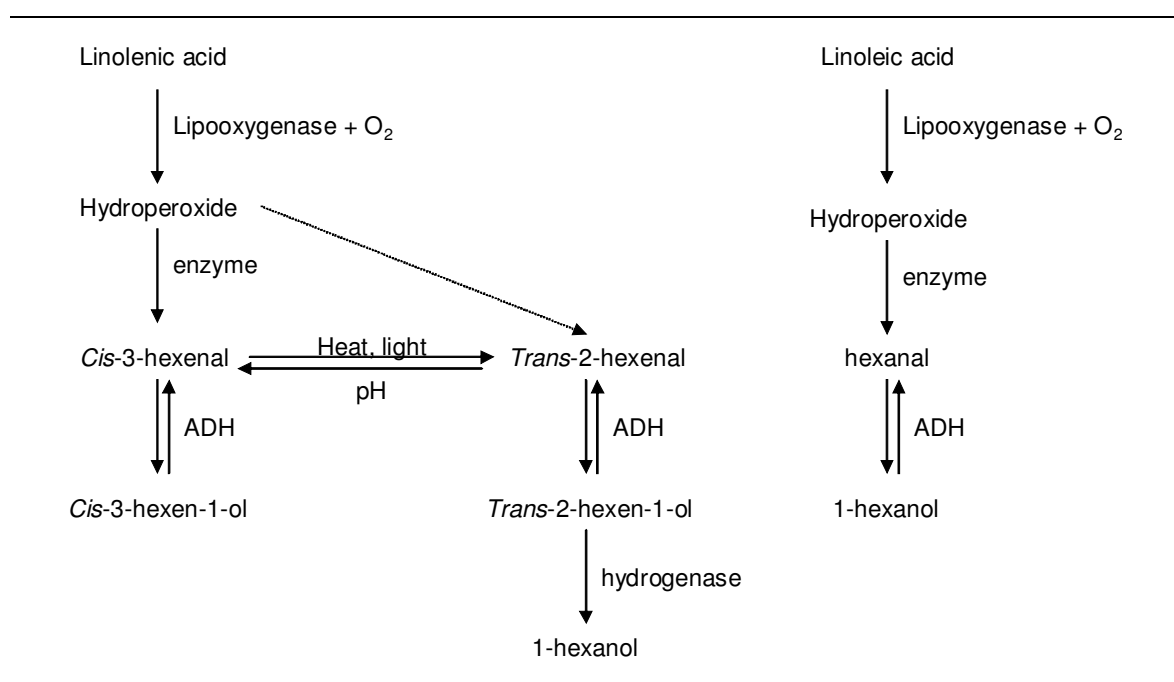 Linolenic acid
Linoleic acid
Lipooxygenase + O₂
Lipooxygenase + O₂
Hydroperoxide
Hydroperoxide
enzyme
enzyme
Cis-3-hexenal
Heat, light
Trans-2-hexenal
hexanal
pH
ADH
ADH
ADH
Cis-3-hexen-1-ol
Trans-2-hexen-1-ol
1-hexanol
hydrogenase
1-hexanol